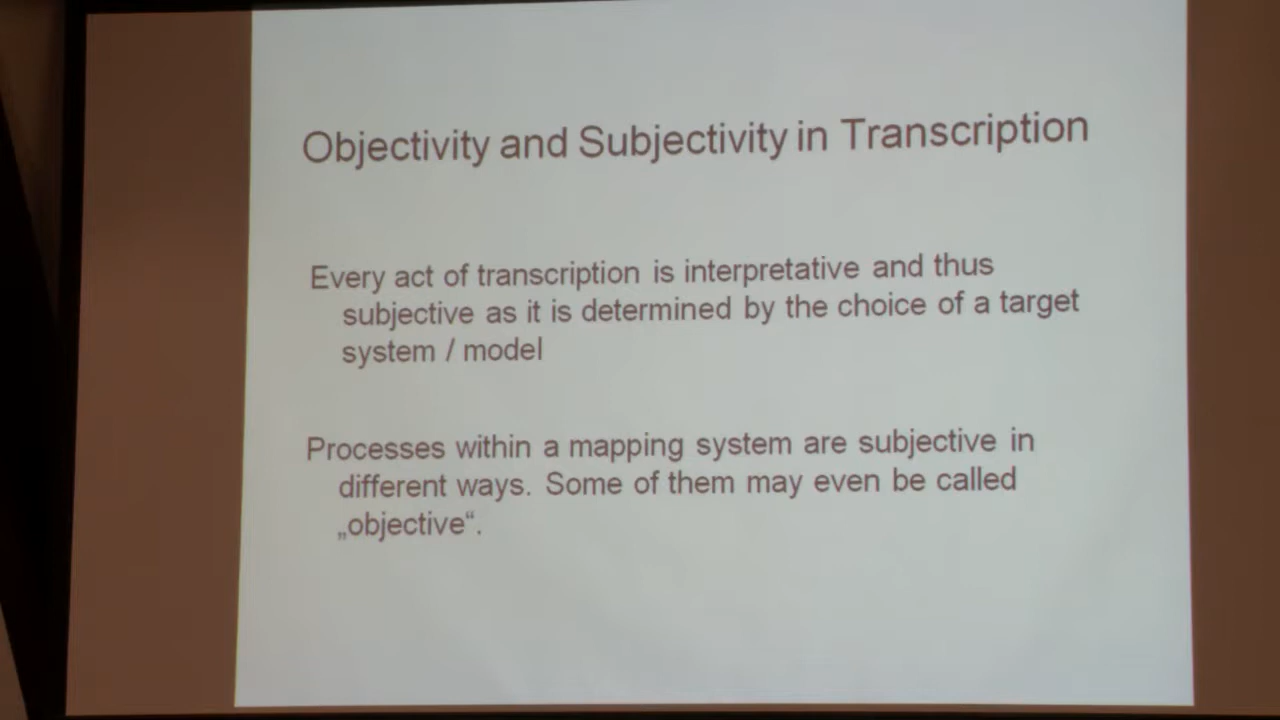 Objectivity and Subjectivity in Transcription
Every act of transcription is interpretative and thus
subjective as it is determined by the choice of a target
system / model
Processes within a mapping system are subjective in
different ways. Some of them may even be called
„objective“.